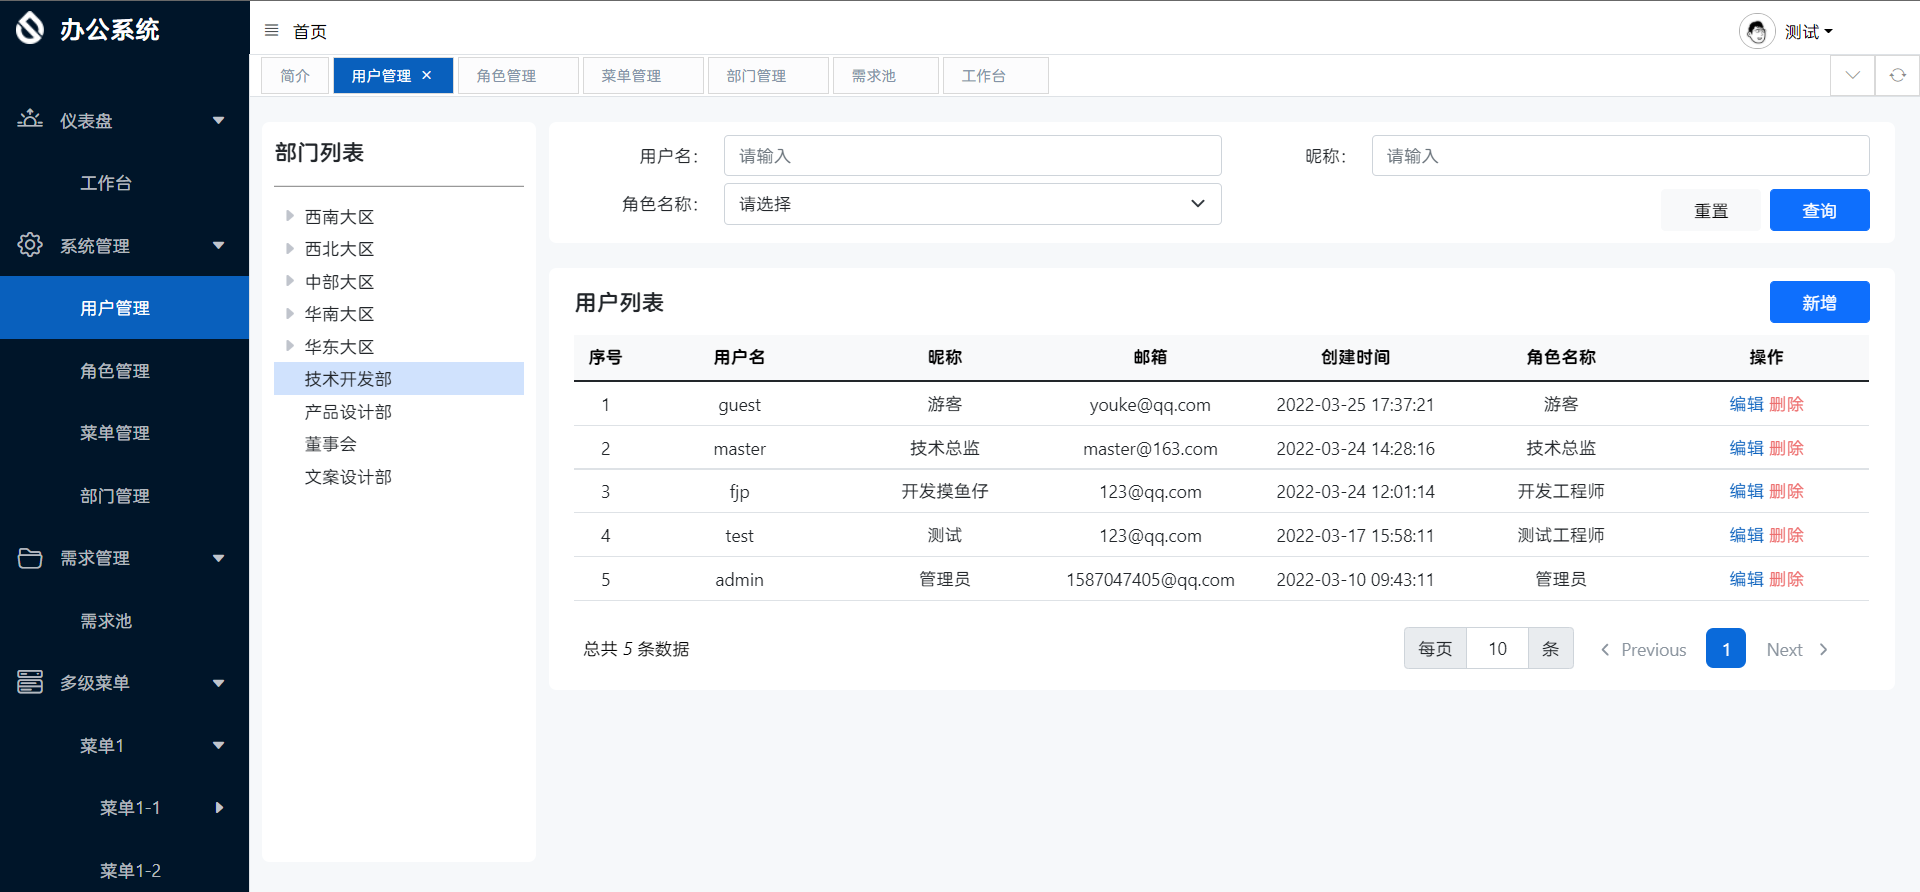 办公系统
首页
测试
简介
用户管理 ×
角色管理
菜单管理
部门管理
需求池
工作台
仪表盘
工作台
系统管理
用户管理
角色管理
菜单管理
部门管理
需求管理
需求池
多级菜单
菜单1
菜单1-1
菜单1-2
部门列表
西南大区
西北大区
中部大区
华南大区
华东大区
技术开发部
产品设计部
董事会
文案设计部
用户名: 请输入
昵称: 请输入
角色名称: 请选择
重置 查询
用户列表
新增
序号 用户名 昵称 邮箱 创建时间 角色名称 操作
1 guest 游客 youke@qq.com 2022-03-25 17:37:21 游客 编辑 删除
2 master 技术总监 master@163.com 2022-03-24 14:28:16 技术总监 编辑 删除
3 fjp 开发摸鱼仔 123@qq.com 2022-03-24 12:01:14 开发工程师 编辑 删除
4 test 测试 123@qq.com 2022-03-17 15:58:11 测试工程师 编辑 删除
5 admin 管理员 1587047405@qq.com 2022-03-10 09:43:11 管理员 编辑 删除
总共 5 条数据
每页 10 条
Previous 1 Next